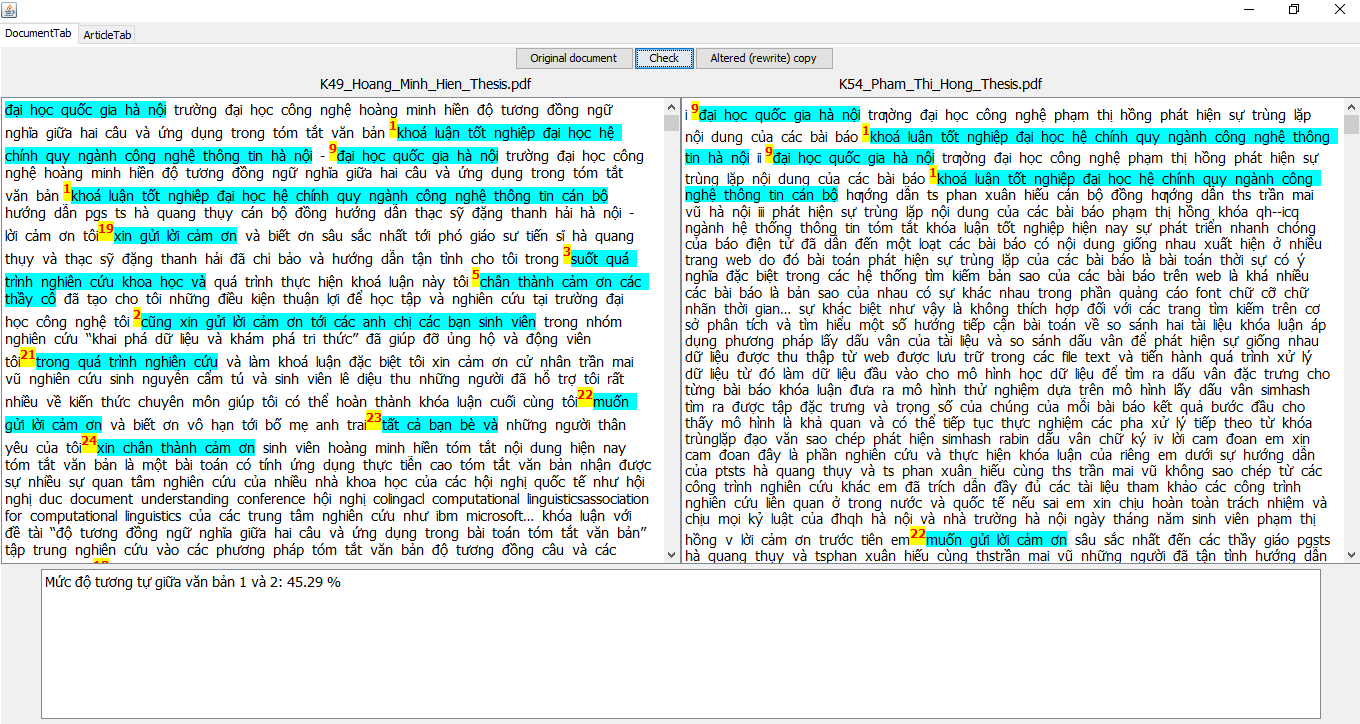 DocumentTab ArticleTab
Original document Check Altered (rewrite) copy
K49_Hoang_Minh_Hien_Thesis.pdf
đại học quốc gia hà nội trường đại học công nghệ hoàng minh hiền độ tương đồng ngữ
nghĩa giữa hai câu và ứng dụng trong tóm tắt văn bản 1khoá luận tốt nghiệp đại học hệ
chính quy ngành công nghệ thông tin hà nội - 9đại học quốc gia hà nội trường đại học công
nghệ hoàng minh hiền độ tương đồng ngữ nghĩa giữa hai câu và ứng dụng trong tóm tắt
văn bản 1khoá luận tốt nghiệp đại học hệ chính quy ngành công nghệ thông tin cán bộ
hướng dẫn pgs ts hà quang thụy cán bộ đồng hướng dẫn thạc sỹ đặng thanh hải hà nội -
lời cảm ơn tôi19xin gửi lời cảm ơn và biết ơn sâu sắc nhất tới phó giáo sư tiến sĩ hà quang
thụy và thạc sỹ đặng thanh hải đã chỉ bảo và hướng dẫn tận tình cho tôi trong 3suốt quá
trình nghiên cứu khoa học và quá trình thực hiện khoá luận này tôi 5chân thành cảm ơn các
thầy cô đã tạo cho tôi những điều kiện thuận lợi để học tập và nghiên cứu tại trường đại
học công nghệ tôi 2cũng xin gửi lời cảm ơn tới các anh chị các bạn sinh viên trong nhóm
nghiên cứu “khai phá dữ liệu và khám phá tri thức” đã giúp đỡ ủng hộ và động viên
tôi21trong quá trình nghiên cứu và làm khoá luận đặc biệt tôi xin cảm ơn cử nhân trần mai
vũ nghiên cứu sinh nguyễn cẩm tú và sinh viên lê diệu thu những người đã hỗ trợ tôi rất
nhiều về kiến thức chuyên môn giúp tôi có thể hoàn thành khóa luận cuối cùng tôi22muốn
gửi lời cảm ơn và biết ơn vô hạn tới bố mẹ anh trai23tất cả bạn bè và những người thân
yêu của tôi24xin chân thành cảm ơn sinh viên hoàng minh hiền tóm tắt nội dung hiện nay
tóm tắt văn bản là một bài toán có tính ứng dụng thực tiễn cao tóm tắt văn bản nhận được
sự nhiều sự quan tâm nghiên cứu của nhiều nhà khoa học của các hội nghị quốc tế như hội
nghị duc document understanding conference hội nghị colingacl computational linguisticsassociation
for computational linguistics của các trung tâm nghiên cứu như ibm microsoft... khóa luận với
đề tài “độ tương đồng ngữ nghĩa giữa hai câu và ứng dụng trong bài toán tóm tắt văn bản”
tập trung nghiên cứu vào các phương pháp tóm tắt văn bản độ tương đồng câu và các
K54_Pham_Thi_Hong_Thesis.pdf
i 9đại học quốc gia hà nội trƣờng đại học công nghệ phạm thị hồng phát hiện sự trùng lặp
nội dung của các bài báo 1khoá luận tốt nghiệp đại học hệ chính quy ngành công nghệ thông
tin hà nội ii 9đại học quốc gia hà nội trƣờng đại học công nghệ phạm thị hồng phát hiện sự
trùng lặp nội dung của các bài báo 1khoá luận tốt nghiệp đại học hệ chính quy ngành công
nghệ thông tin cán bộ hƣớng dẫn ts phan xuân hiếu cán bộ đồng hƣớng dẫn ths trần mai
vũ hà nội iii phát hiện sự trùng lặp nội dung của các bài báo phạm thị hồng khóa qh--icq
ngành hệ thống thông tin tóm tắt khóa luận tốt nghiệp hiện nay sự phát triển nhanh chóng
của báo điện tử đã dẫn đến một loạt các bài báo có nội dung giống nhau xuất hiện ở nhiều
trang web do đó bài toán phát hiện sự trùng lặp của các bài báo là bài toán thời sự có ý
nghĩa đặc biệt trong các hệ thống tìm kiếm bản sao của các bài báo trên web là khá nhiều
các bài báo là bản sao của nhau có sự khác nhau trong phần quảng cáo font chữ cỡ chữ
nhãn thời gian... sự khác biệt như vậy là không thích hợp đối với các trang tìm kiếm trên cơ
sở phân tích và tìm hiểu một số hướng tiếp cận bài toán về so sánh hai tài liệu khóa luận áp
dụng phương pháp lấy dấu vân của tài liệu và so sánh dấu vân để phát hiện sự giống nhau
dữ liệu được thu thập từ web được lưu trữ trong các file text và tiến hành quá trình xử lý
dữ liệu từ đó làm dữ liệu đầu vào cho mô hình học dữ liệu để tìm ra dấu vân đặc trưng cho
từng bài báo khóa luận đưa ra mô hình thử nghiệm dựa trên mô hình lấy dấu vân simhash
tìm ra được tập đặc trưng và trọng số của chúng của mỗi bài báo kết quả bước đầu cho
thấy mô hình là khả quan và có thể tiếp tục thực nghiệm các pha xử lý tiếp theo từ khóa
trùnglặp đạo văn sao chép phát hiện simhash rabin dấu vân chữ ký iv lời cam đoan em xin
cam đoan đây là phần nghiên cứu và thực hiện khóa luận của riêng em dưới sự hướng dẫn
của ptsts hà quang thụy và ts phan xuân hiếu cùng ths trần mai vũ không sao chép từ các
công trình nghiên cứu khác em đã trích dẫn đầy đủ các tài liệu tham khảo các công trình
nghiên cứu liên quan ở trong nước và quốc tế nếu sai em xin chịu hoàn toàn trách nhiệm và
chịu mọi kỷ luật của đhqh hà nội và nhà trường hà nội ngày tháng năm sinh viên phạm thị
hồng v lời cảm ơn trước tiên em22muốn gửi lời cảm ơn sâu sắc nhất đến các thầy giáo pgsts
hà quang thụy và tsphan xuân hiếu cùng thstrần mai vũ những người đã tận tình hướng dẫn
Mức độ tương tự giữa văn bản 1 và 2: 45.29 %